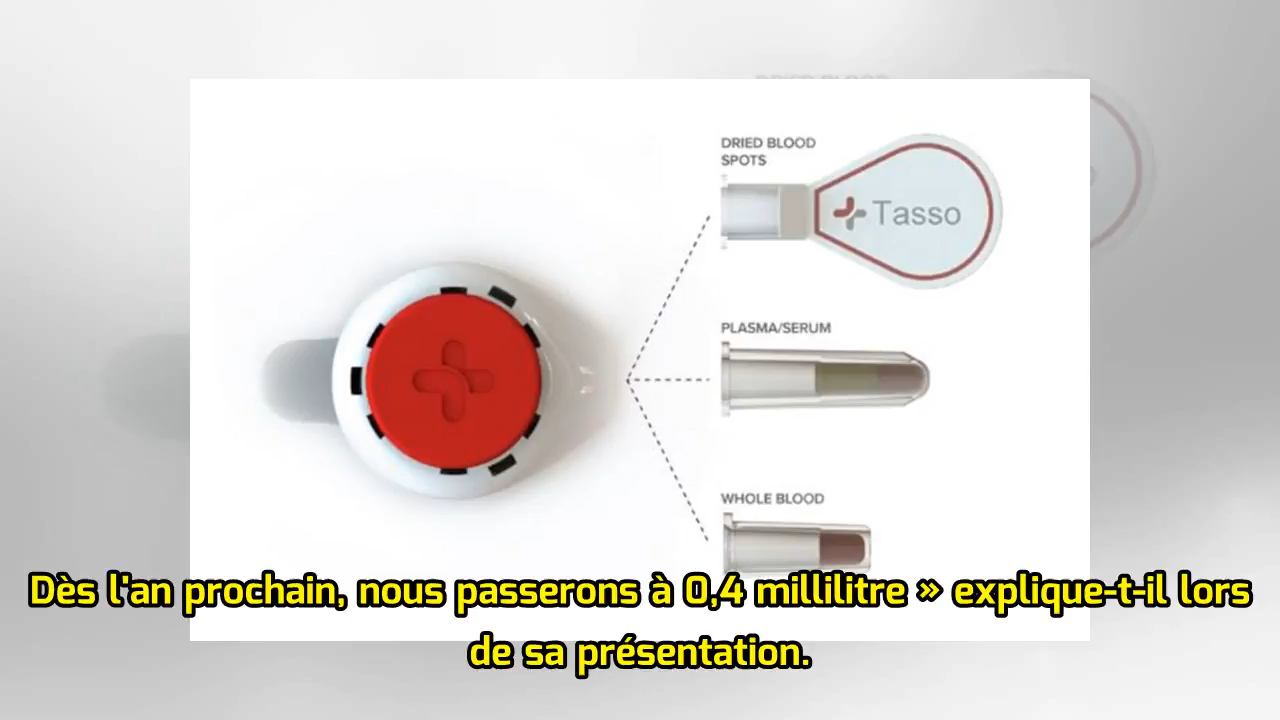 DRIED BLOOD
SPOTS
Tasso
PLASMA/SERUM
WHOLE BLOOD
Dès l'an prochain, nous passerons à 0,4 millilitre » explique-t-il lors
de sa présentation.